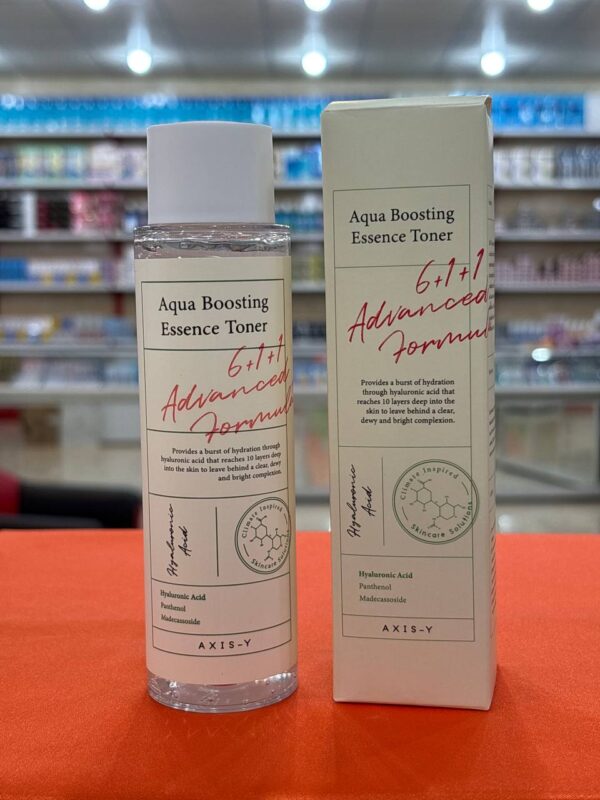 Aqua Boosting
Essence Toner
6+1+1
Advanced
Formula
Provides a burst of hydration through
hyaluronic acid that reaches 10 layers deep
into the skin to leave behind a clear, dewy
and bright complexion.
Hyaluronic
Acid
Climate Inspired
Skincare Solutions
Hyaluronic Acid
Panthenol
Madecassoside
AXIS-Y
Aqua Boosting
Essence Toner
6+1+1
Advanced
Formul
Provides a burst of hydration
through hyaluronic acid that
reaches 10 layers deep into the
skin to leave behind a clear,
dewy and bright complexion.
Hyaluronic
Acid
Climate Inspired
Skincare Solutions
Hyaluronic Acid
Panthenol
Madecassoside
AXIS-Y